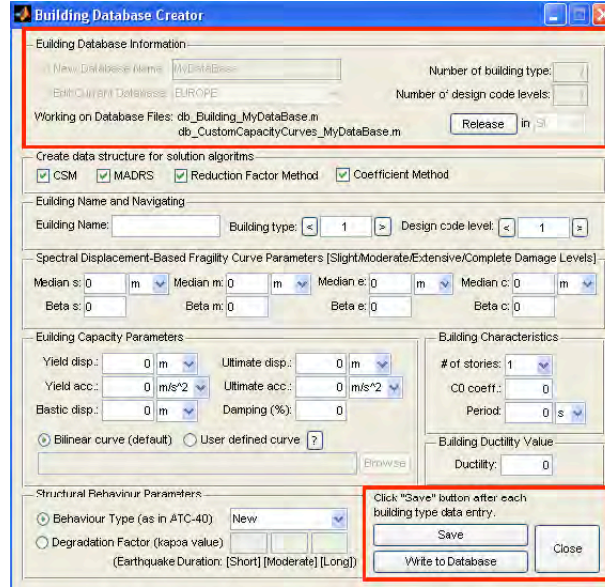 Building Database Creator
Euilding Database Information
New Database Name: MyDataBase
Number of building type:
Edit Current Database: EUROPE
Number of design code levels:
Working on Database Files: db_Building_MyDataBase.m
db_CustomCapacityCurves_MyDataBase.m
Release in SI
Create data structure for solution algoritms
CSM MADRS Reduction Factor Method Coefficient Method
Euilding Name and Navigating
Euilding Name: Building type: < 1 > Design code level: < 1 >
Spectral Displacement-Based Fragility Curve Parameters [Slight/Moderate/Extensive/Complete Damage Levels]
Median s: 0 m Median m: 0 m Median e: 0 m Median c: 0 m
Beta s: 0 Beta m: 0 Beta e: 0 Beta c: 0
Euilding Capacity Parameters
Yield disp.: 0 m Ultimate disp.: 0 m
Yield acc.: 0 m/s^2 Ultimate acc.: 0 m/s^2
Bastic disp.: 0 m Damping (%): 0
Bilinear curve (default) User defined curve ?
Browse
Building Characteristics
# of stories: 1
C0 coeff.: 0
Period: 0 s
Building Ductility Value
Ductility: 0
Structural Behaviour Parameters
Behaviour Type (as in ATC-40) New
Degradation Factor (kappa value)
(Earthquake Duration: [Short] [Moderate] [Long])
Click "Save" button after each
building type data entry.
Save
Write to Database
Close